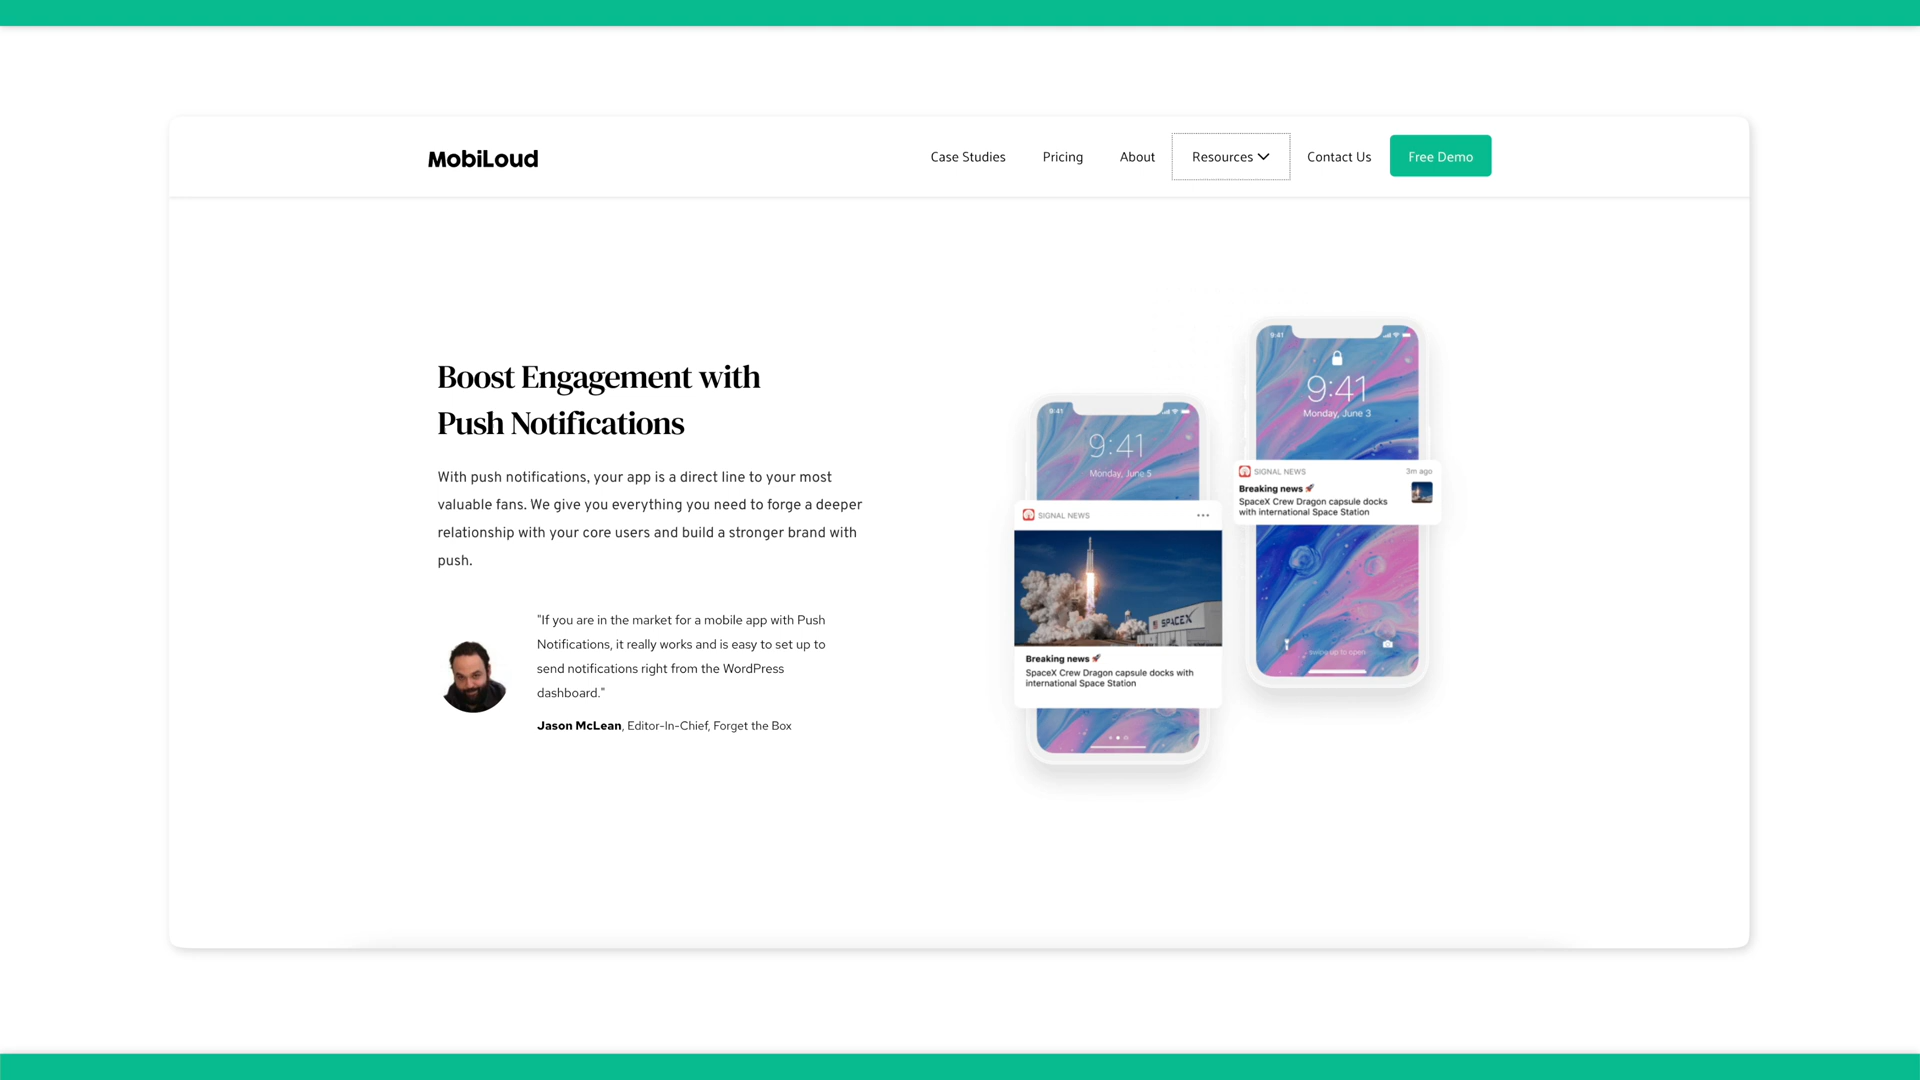 MobiLoud
Case Studies
Pricing
About
Resources
Contact Us
Free Demo
Boost Engagement with
Push Notifications
With push notifications, your app is a direct line to your most
valuable fans. We give you everything you need to forge a deeper
relationship with your core users and build a stronger brand with
push.
"If you are in the market for a mobile app with Push
Notifications, it really works and is easy to set up to
send notifications right from the WordPress
dashboard."
Jason McLean, Editor-In-Chief, Forget the Box
9:41
9:41
Monday, June 5
SIGNAL NEWS
SPACEX
Breaking news 🚀
SpaceX Crew Dragon capsule docks with
international Space Station
9:41
9:41
Monday, June 3
SIGNAL NEWS
3m ago
Breaking news 🚀
SpaceX Crew Dragon capsule docks
with international Space Station
swipe up to open